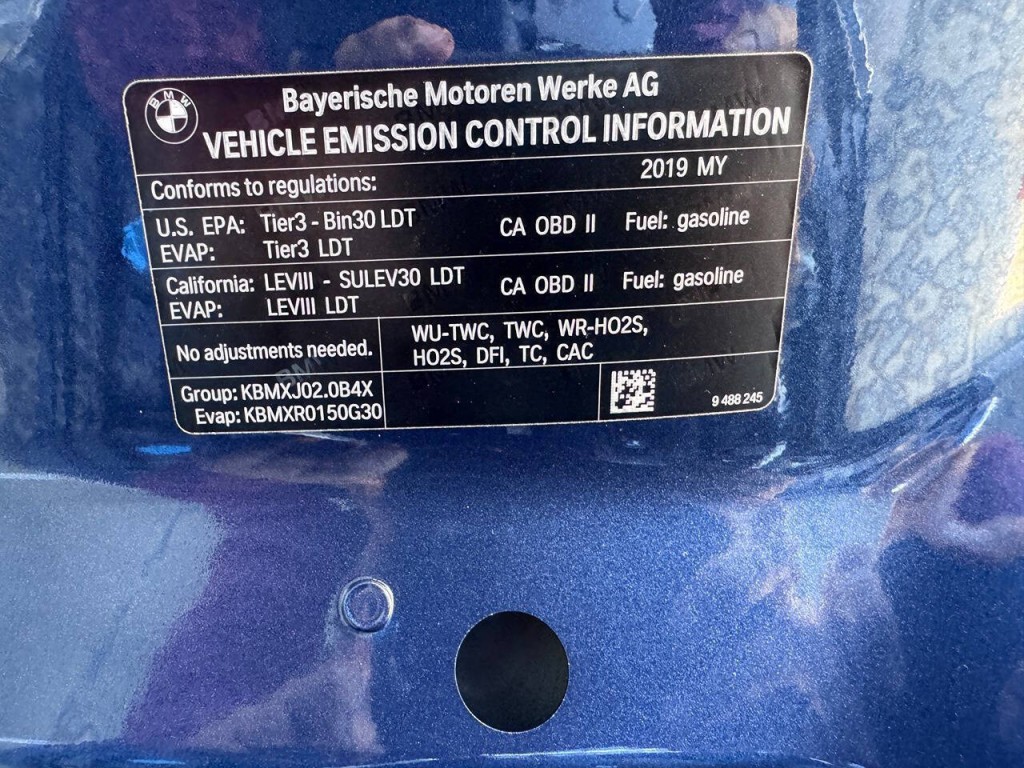 BMW
Bayerische Motoren Werke AG
VEHICLE EMISSION CONTROL INFORMATION
Conforms to regulations: 2019 MY
U.S. EPA: Tier3 - Bin30 LDT CA OBD II Fuel: gasoline
EVAP: Tier3 LDT
California: LEVIII - SULEV30 LDT CA OBD II Fuel: gasoline
EVAP: LEVIII LDT
No adjustments needed.
WU-TWC, TWC, WR-HO2S,
HO2S, DFI, TC, CAC
Group: KBMXJ02.0B4X
Evap: KBMXR0150G30
9 488 245